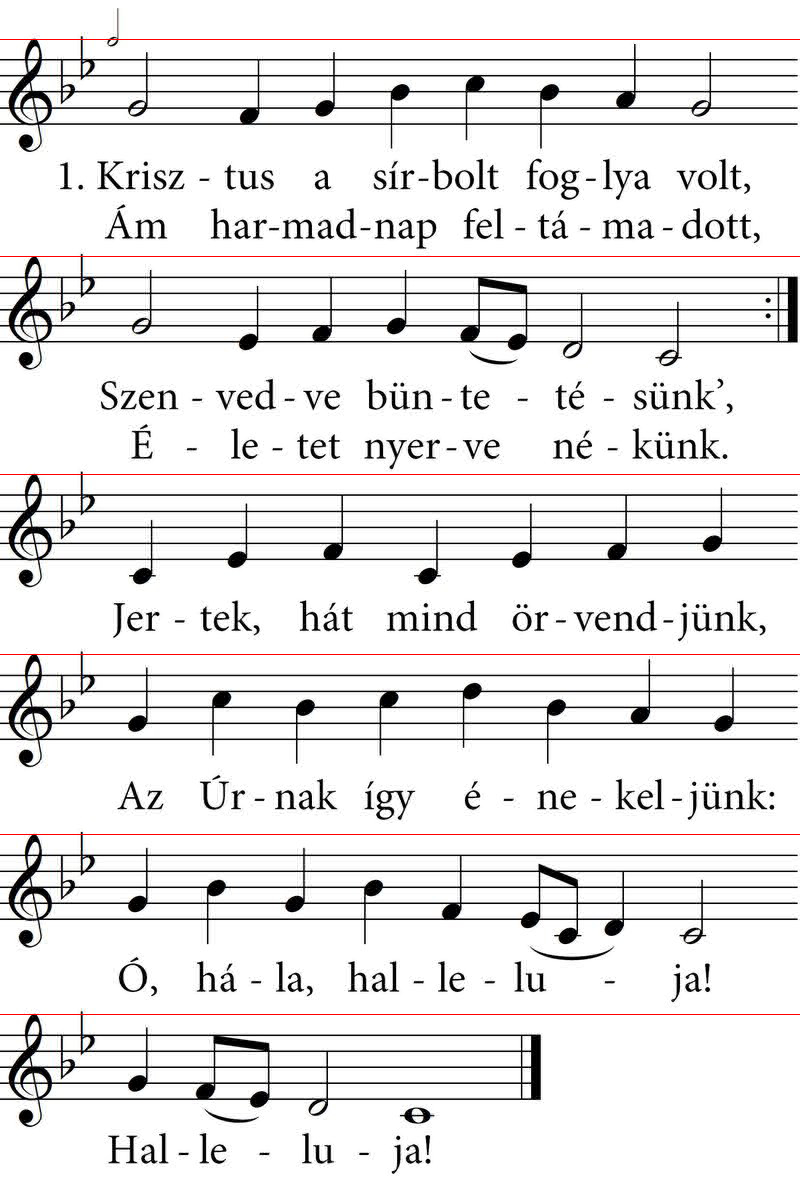 1. Krisz - tus a sír-bolt fog-lya volt,
Ám har-mad-nap fel - tá - ma - dott,
Szen - ved - ve bün - te - té - sünk’,
É - le - tet nyer - ve né - künk.
Jer - tek, hát mind ör - vend - jünk,
Az Úr - nak így é - ne - kel - jünk:
Ó, há - la, hal - le - lu - ja!
Hal - le - lu - ja!